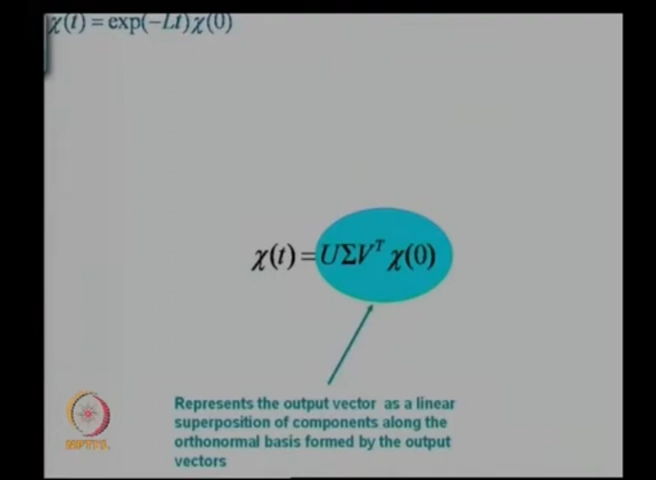 χ(t) = exp(−Lt)χ(0)
χ(t) = UΣV^T χ(0)
Represents the output vector as a linear
superposition of components along the
orthonormal basis formed by the output
vectors
NPTEL